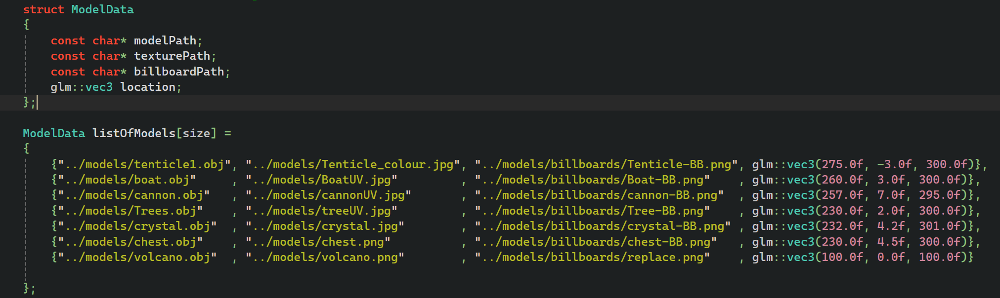 struct ModelData
{
    const char* modelPath;
    const char* texturePath;
    const char* billboardPath;
    glm::vec3 location;
};
ModelData listOfModels[size] =
{
    {"../models/tenticle1.obj", "../models/Tenticle_colour.jpg", "../models/billboards/Tenticle-BB.png", glm::vec3(275.0f, -3.0f, 300.0f)},
    {"../models/boat.obj"     , "../models/BoatUV.jpg"         , "../models/billboards/Boat-BB.png"    , glm::vec3(260.0f, 3.0f, 300.0f)},
    {"../models/cannon.obj"   , "../models/cannonUV.jpg"       , "../models/billboards/cannon-BB.png"  , glm::vec3(257.0f, 7.0f, 295.0f)},
    {"../models/Trees.obj"    , "../models/treeUV.jpg"         , "../models/billboards/Tree-BB.png"    , glm::vec3(230.0f, 2.0f, 300.0f)},
    {"../models/crystal.obj"  , "../models/crystal.jpg"        , "../models/billboards/crystal-BB.png" , glm::vec3(232.0f, 4.2f, 301.0f)},
    {"../models/chest.obj"    , "../models/chest.png"          , "../models/billboards/chest-BB.png"   , glm::vec3(230.0f, 4.5f, 300.0f)},
    {"../models/volcano.obj"  , "../models/volcano.png"        , "../models/billboards/replace.png"    , glm::vec3(100.0f, 0.0f, 100.0f)}
};